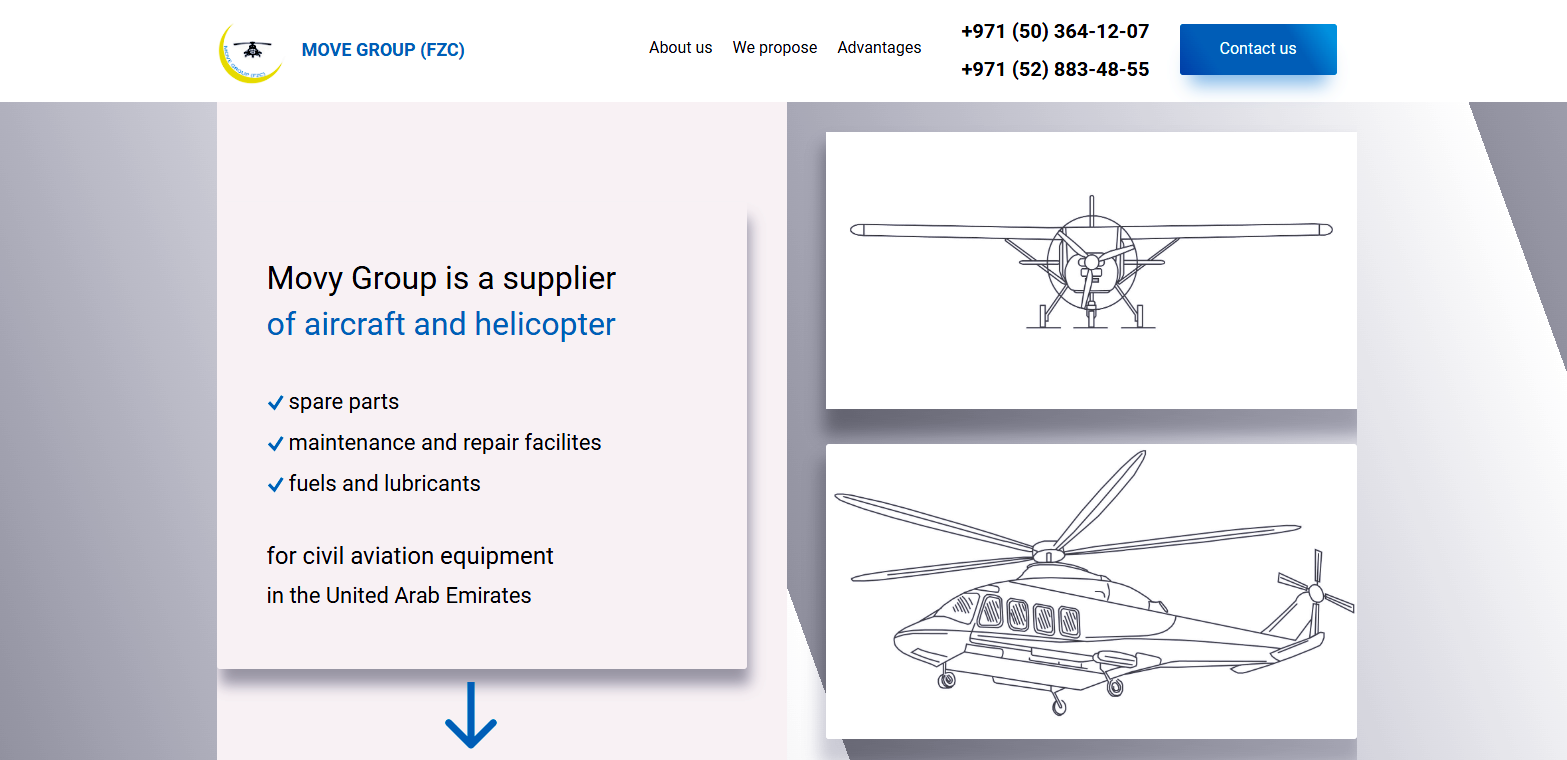 MOVE GROUP (FZC)
MOVE GROUP (FZC)
About us
We propose
Advantages
+971 (50) 364-12-07
+971 (52) 883-48-55
Contact us
Movy Group is a supplier
of aircraft and helicopter
spare parts
maintenance and repair facilites
fuels and lubricants
for civil aviation equipment
in the United Arab Emirates